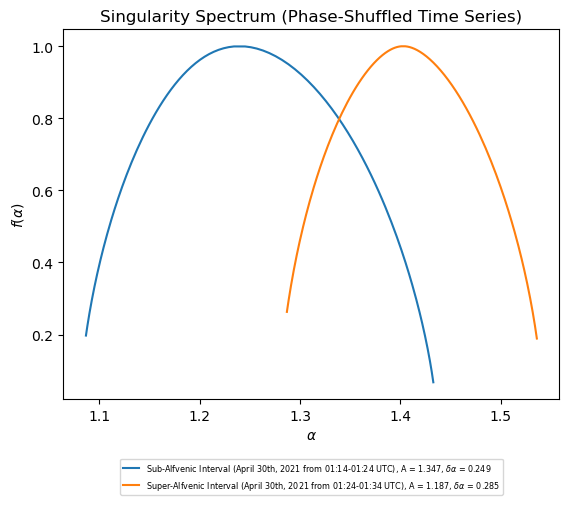 Singularity Spectrum (Phase-Shuffled Time Series)
1.0
0.8
0.6
0.4
0.2
f(α)
1.1 1.2 1.3 1.4 1.5
α
Sub-Alfvenic Interval (April 30th, 2021 from 01:14-01:24 UTC), A = 1.347, δα = 0.249
Super-Alfvenic Interval (April 30th, 2021 from 01:24-01:34 UTC), A = 1.187, δα = 0.285